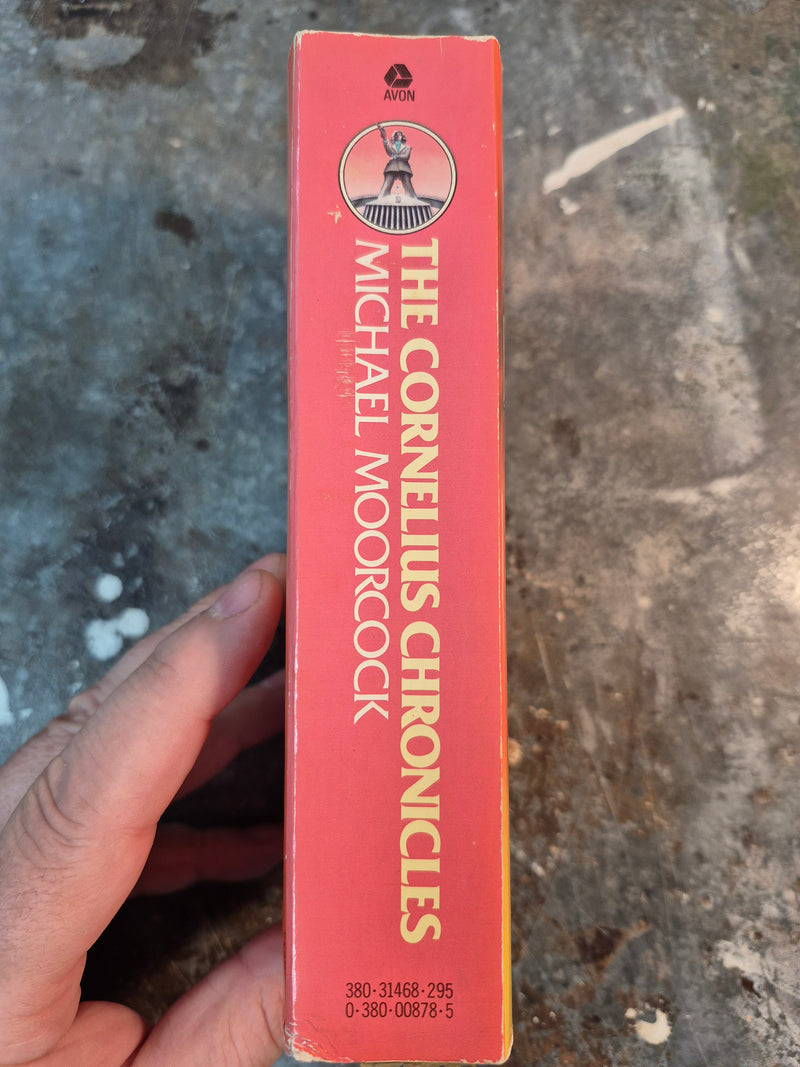 AVON
THE CORNELIUS CHRONICLES
MICHAEL MOORCOCK
380·31468·295
0·380·00878·5